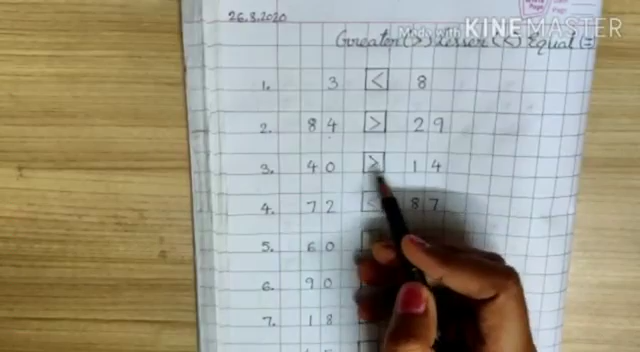 26.8.2020
Made with KINEMASTER
Greater (>) Lesser (<) Equal (=
1. 3 < 8
2. 84 > 29
3. 40 > 14
4. 72 < 87
5. 60
6. 90
7. 18